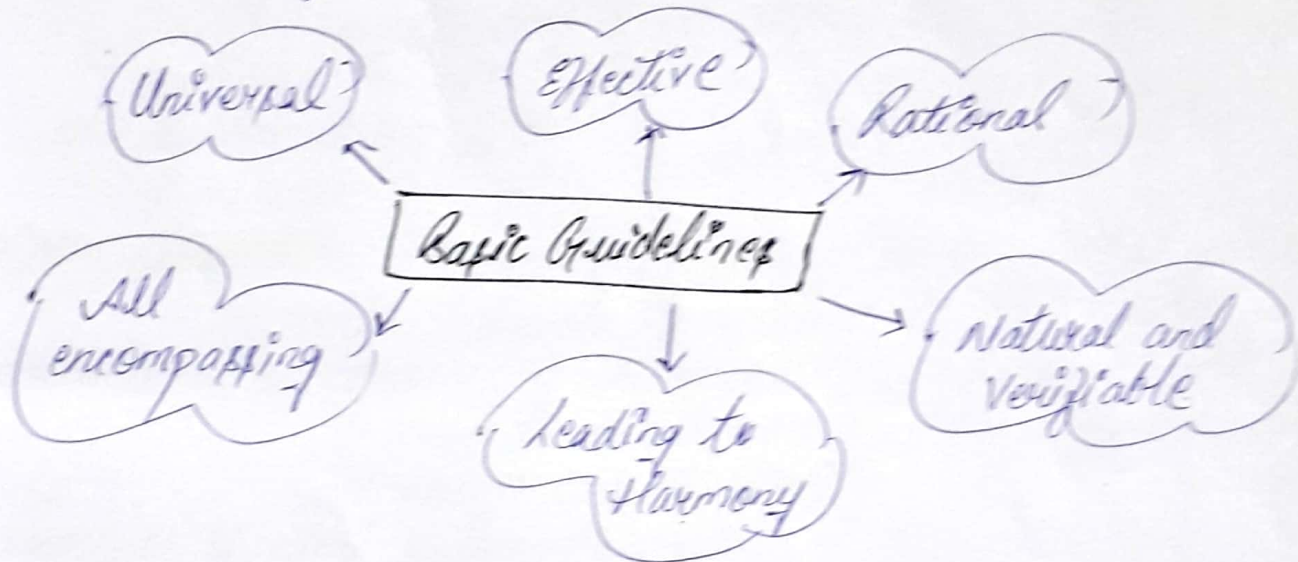 Universal
Effective
Rational
Basic Guidelines
All
encompassing
Natural and
Verifiable
Leading to
Harmony